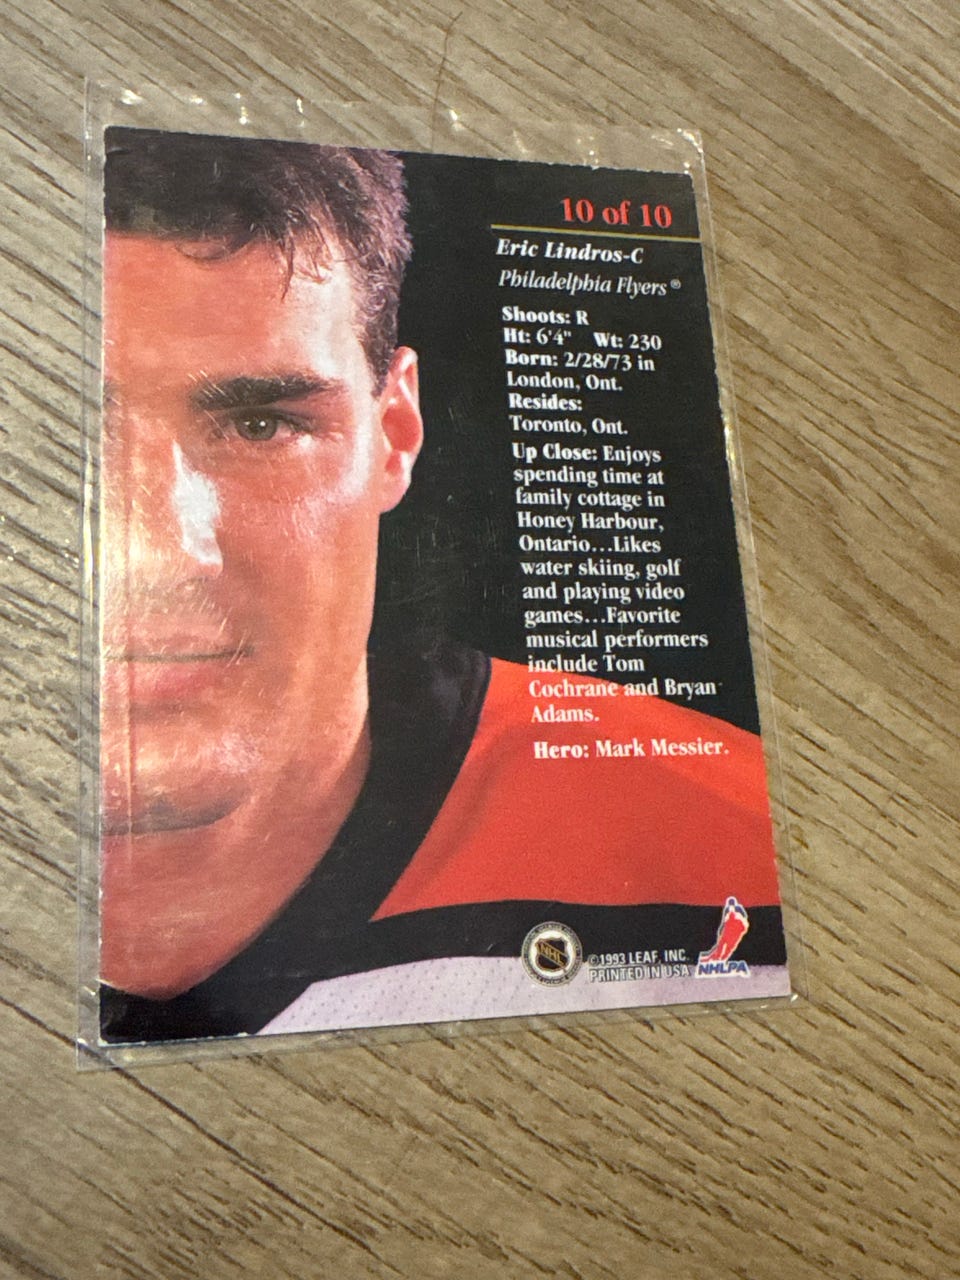 10 of 10
Eric Lindros-C
Philadelphia Flyers®
Shoots: R
Ht: 6'4" Wt: 230
Born: 2/28/73 in
London, Ont.
Resides:
Toronto, Ont.
Up Close: Enjoys
spending time at
family cottage in
Honey Harbour,
Ontario...Likes
water skiing, golf
and playing video
games...Favorite
musical performers
include Tom
Cochrane and Bryan
Adams.
Hero: Mark Messier.
NHL
©1993 LEAF, INC.
PRINTED IN USA
NHLPA